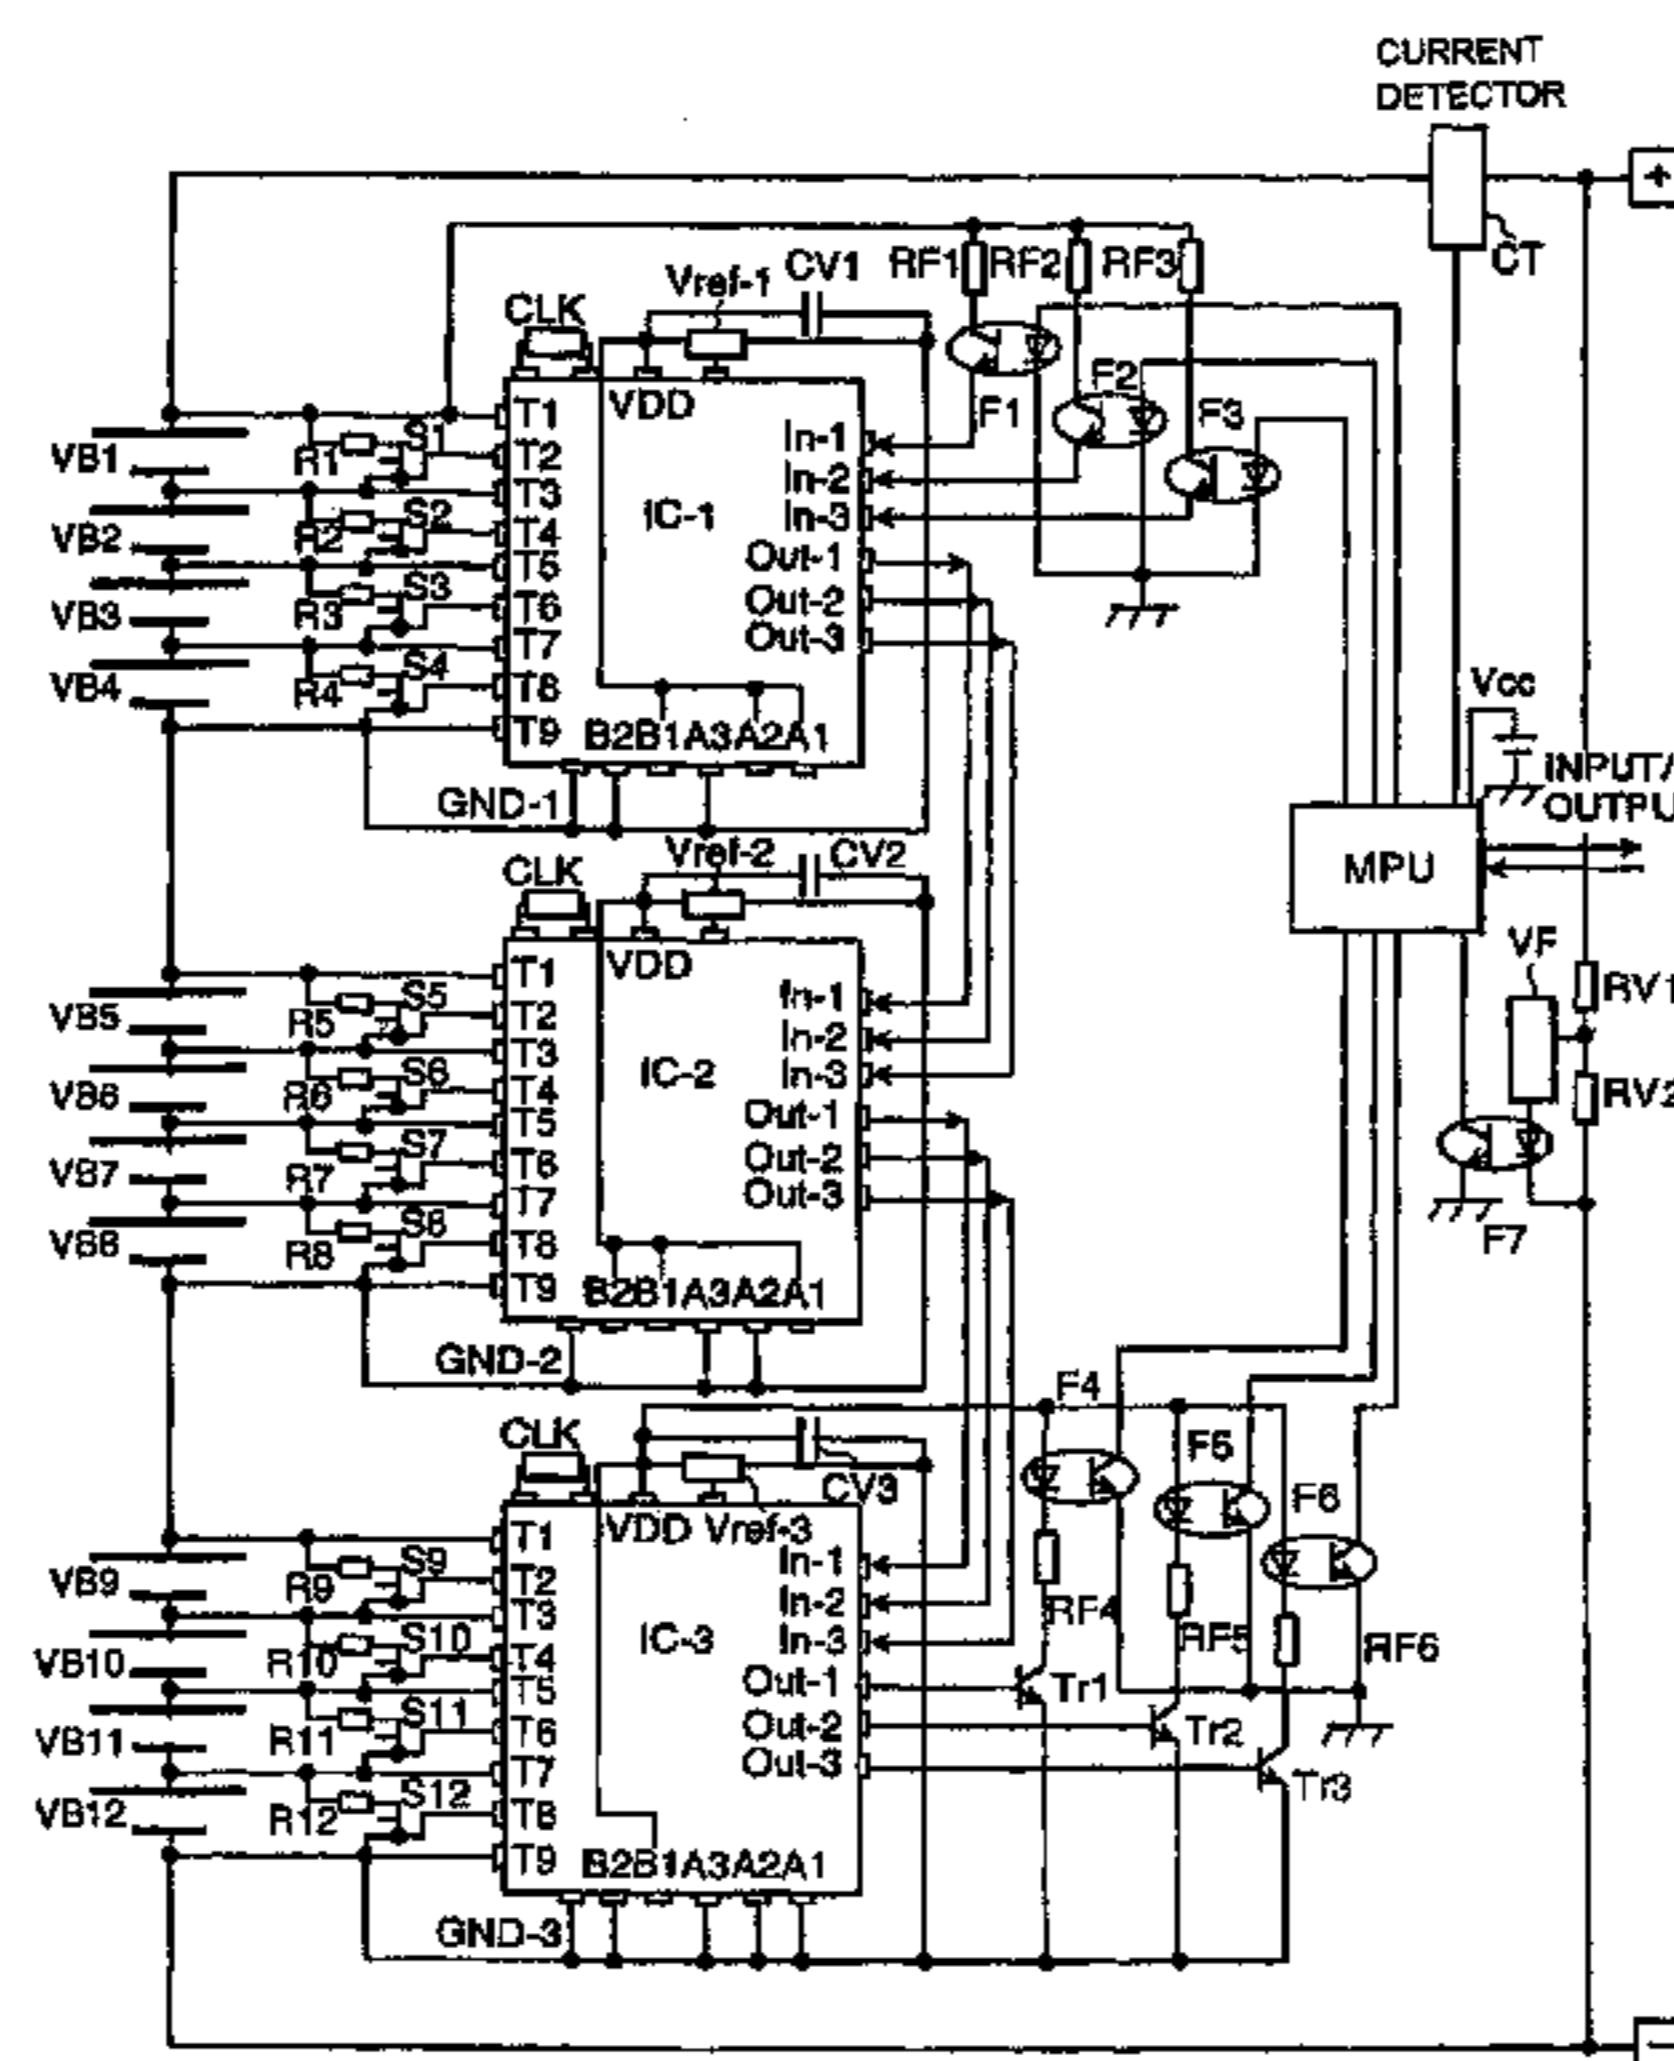 CURRENT
DETECTOR
+
CT
Vref-1 CV1 RF1 RF2 RF3
CLK
VDD
F1 F2 F3
VB1 R1 S1 T1 T2 In-1
VB2 R2 S2 T3 T4 IC-1 In-2
In-3
VB3 R3 S3 T5 T6 Out-1
Out-2
VB4 R4 S4 T7 T8 Out-3
T9 B2B1A3A2A1
GND-1
Vcc
INPUT/
OUTPU
MPU
Vref-2 CV2
CLK
VDD
VF
RV1
RV2
F7
VB5 R5 S5 T1 T2 In-1
VB6 R6 S6 T3 T4 IC-2 In-2
In-3
VB7 R7 S7 T5 T6 Out-1
Out-2
VB8 R8 S8 T7 T8 Out-3
T9 B2B1A3A2A1
GND-2
F4
F5
F6
CLK
CV3
VDD Vref-3
VB9 R9 S9 T1 T2 In-1
VB10 R10 S10 T3 T4 IC-3 In-2
In-3
VB11 R11 S11 T5 T6 Out-1
Out-2
VB12 R12 S12 T7 T8 Out-3
T9 B2B1A3A2A1
GND-3
RF4 RF5 RF6
Tr1
Tr2
Tr3